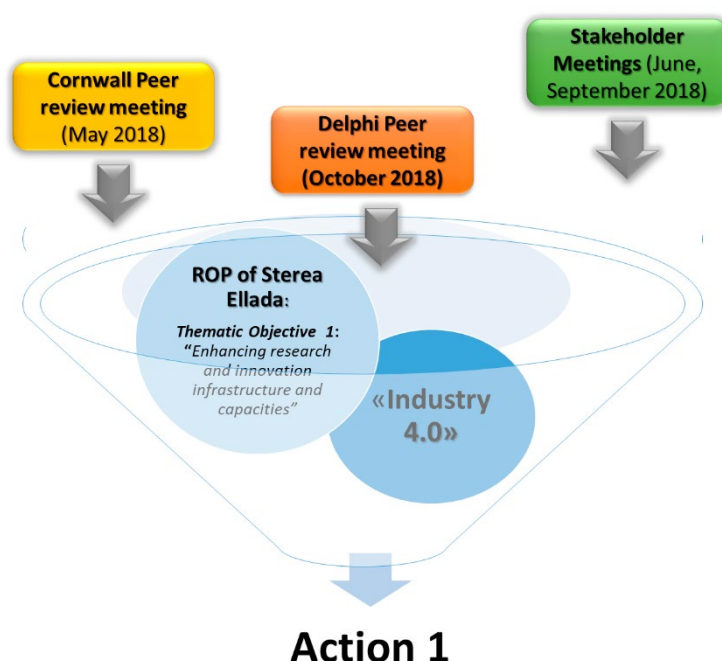 Cornwall Peer
review meeting
(May 2018)
Delphi Peer
review meeting
(October 2018)
Stakeholder
Meetings (June,
September 2018)
ROP of Sterea
Ellada:
Thematic Objective 1:
“Enhancing research
and innovation
infrastructure and
capacities”
«Industry
4.0»
Action 1